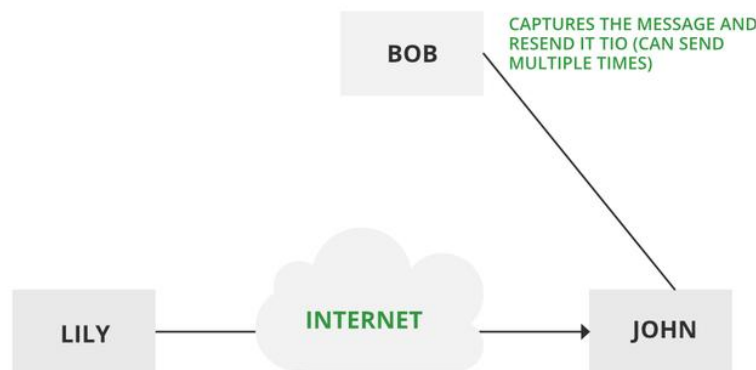 BOB
CAPTURES THE MESSAGE AND
RESEND IT TIO (CAN SEND
MULTIPLE TIMES)
LILY
INTERNET
JOHN